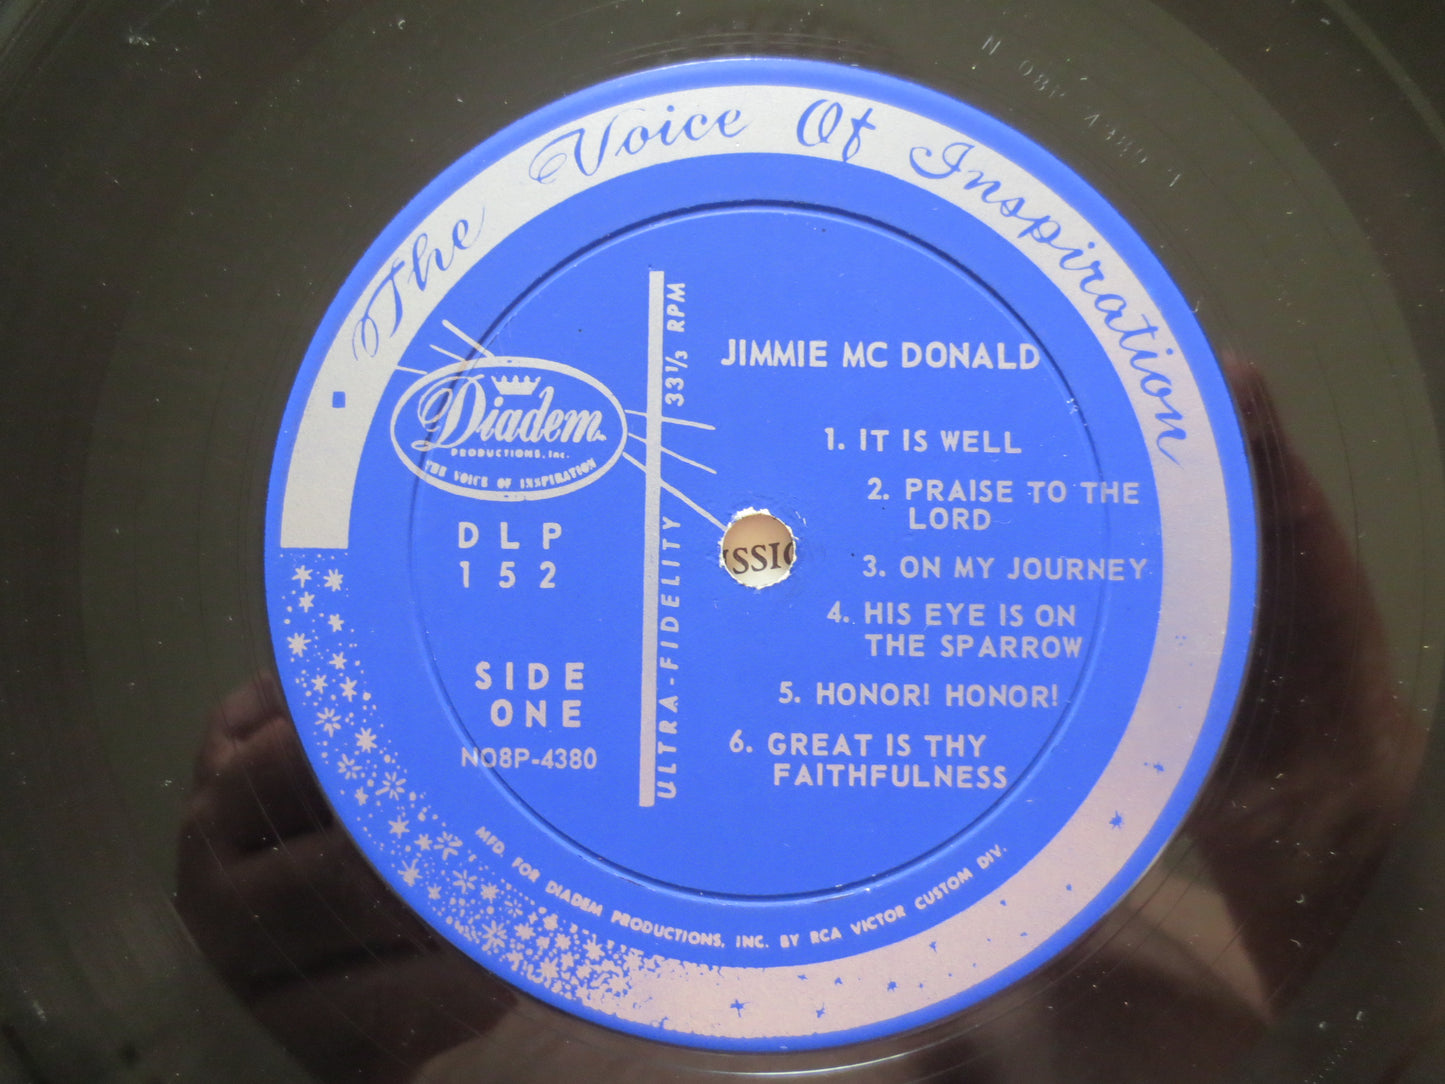 The Voice Of Inspiration
Diadem
PRODUCTIONS, Inc.
THE VOICE OF INSPIRATION
DLP
152
SIDE
ONE
NO8P-4380
33⅓ RPM
ULTRA-FIDELITY
JIMMIE MC DONALD
1. IT IS WELL
2. PRAISE TO THE
LORD
3. ON MY JOURNEY
4. HIS EYE IS ON
THE SPARROW
5. HONOR! HONOR!
6. GREAT IS THY
FAITHFULNESS
MFD. FOR DIADEM PRODUCTIONS, INC. BY RCA VICTOR CUSTOM DIV.